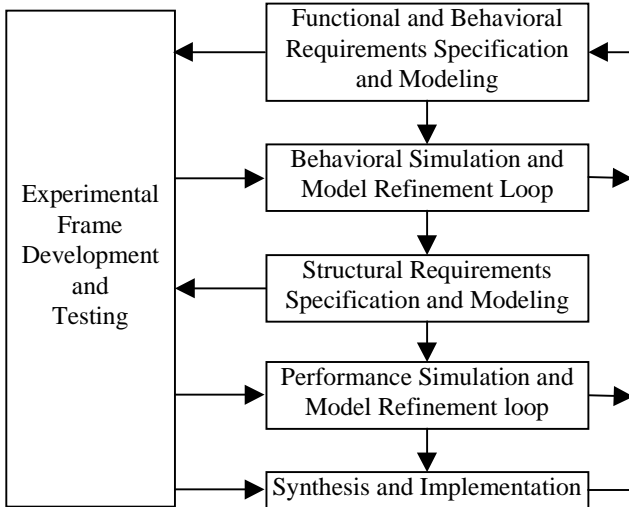 Functional and Behavioral
Requirements Specification
and Modeling
Behavioral Simulation and
Model Refinement Loop
Experimental
Frame
Development
and
Testing
Structural Requirements
Specification and Modeling
Performance Simulation and
Model Refinement loop
Synthesis and Implementation